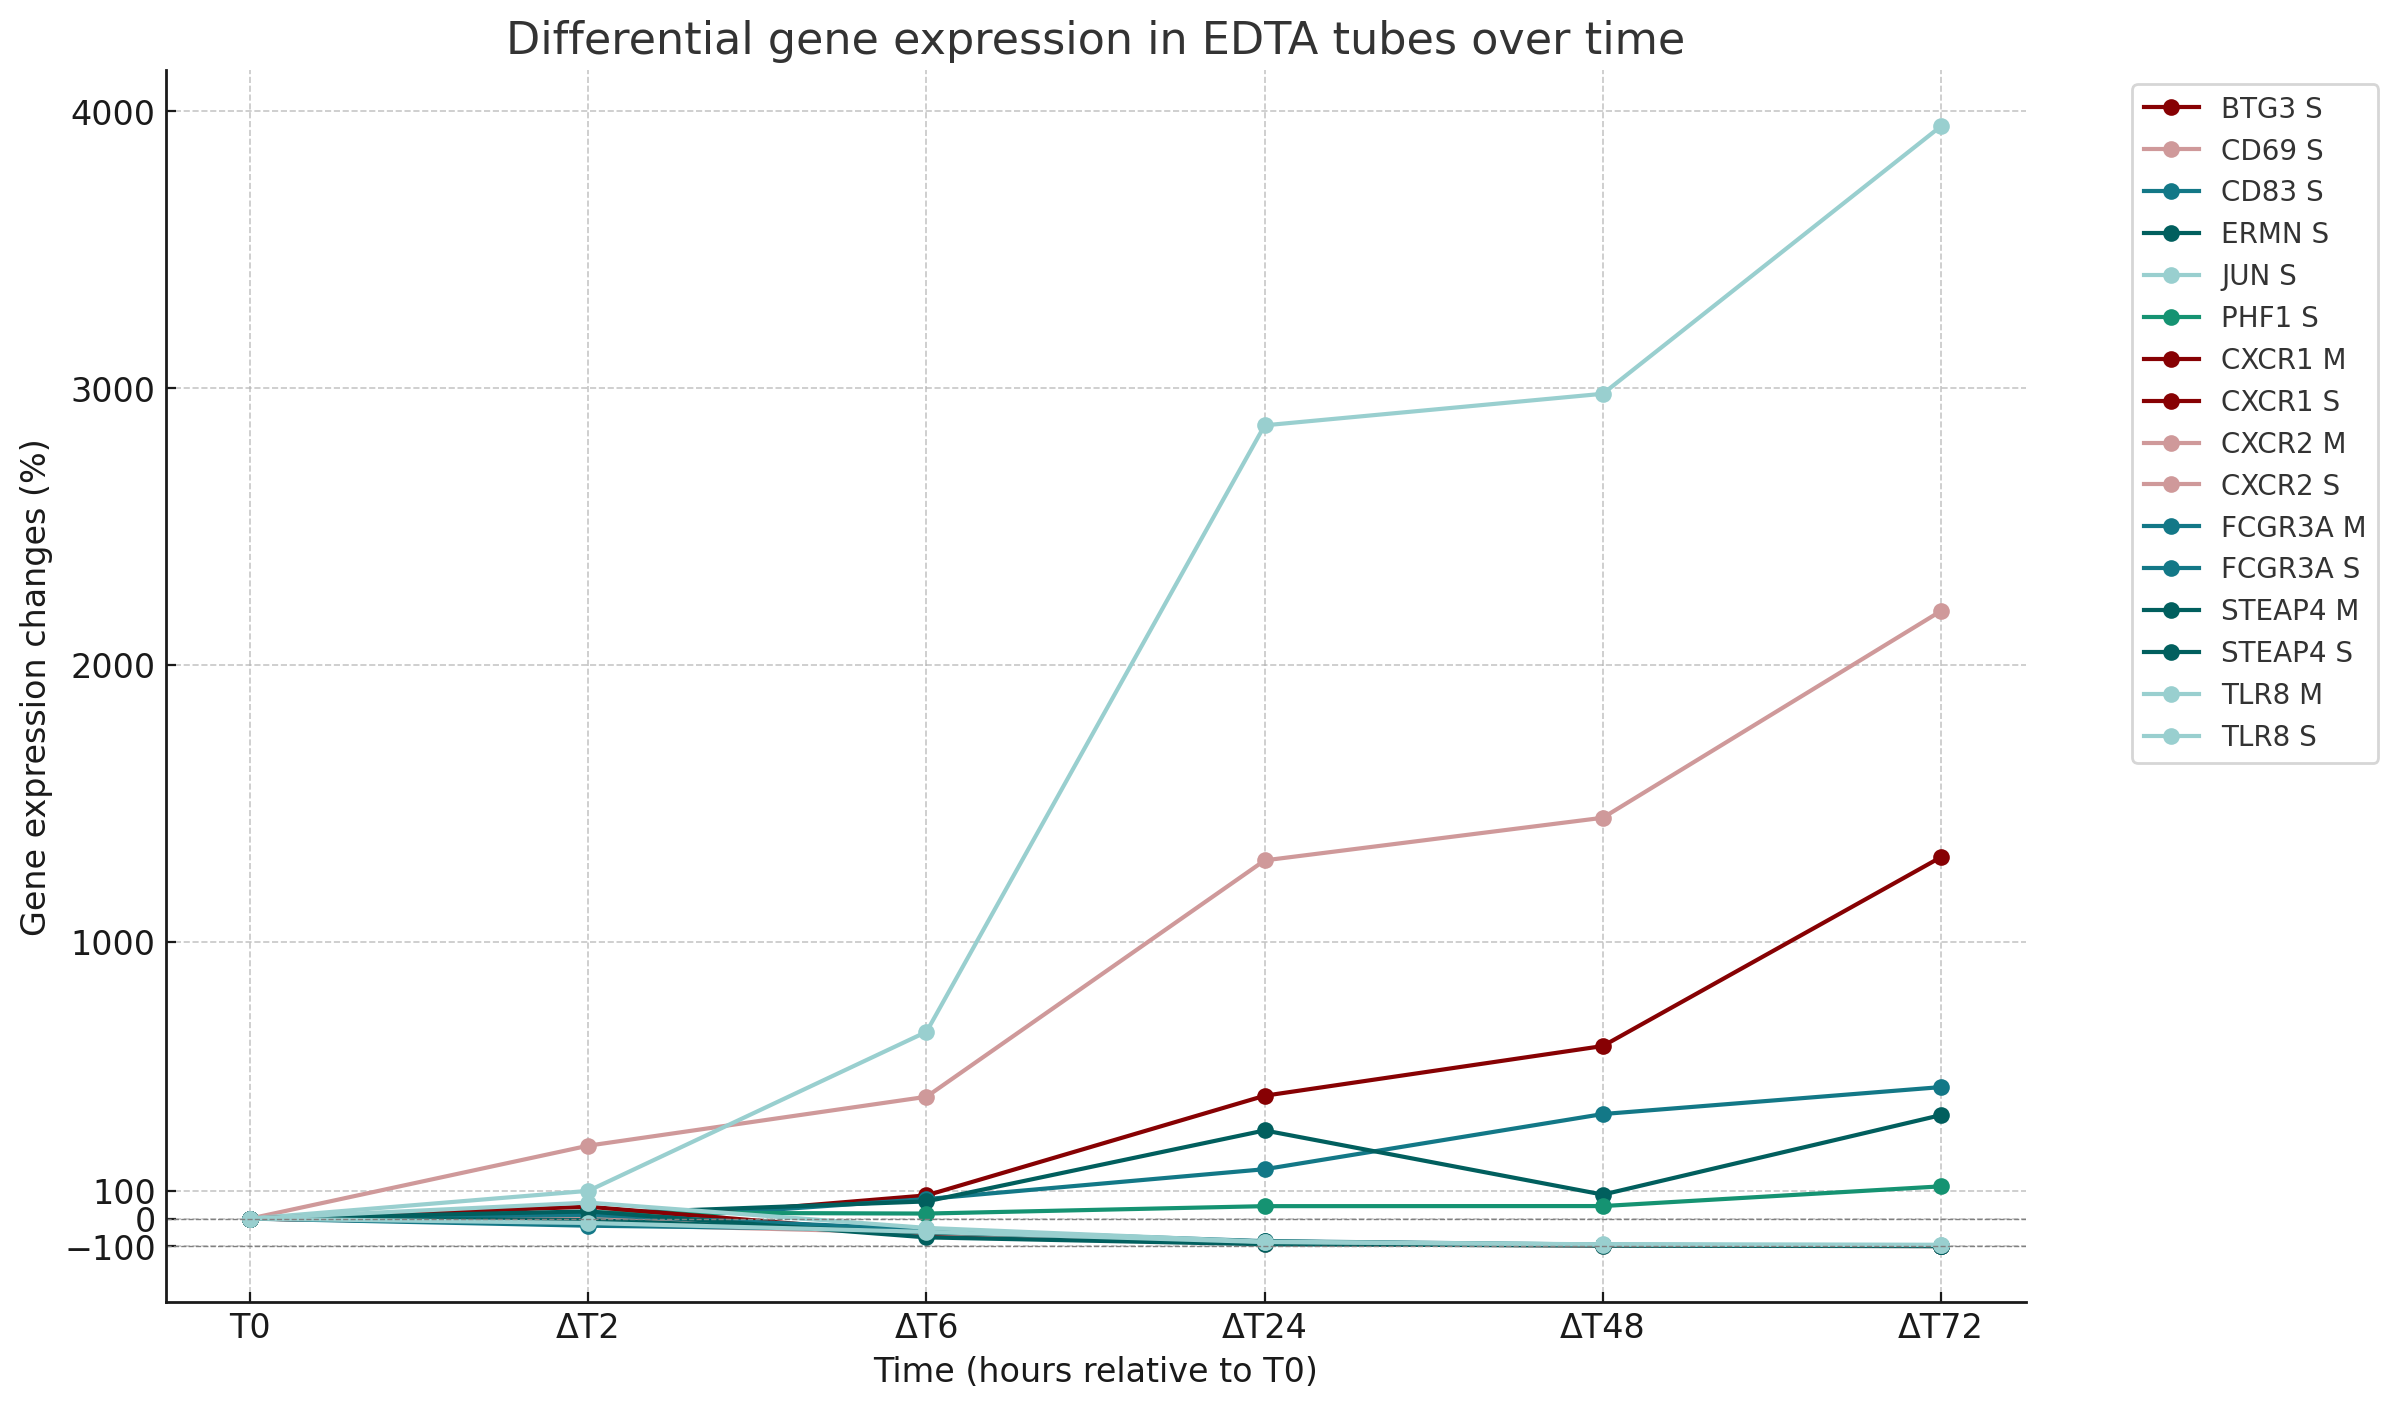 Differential gene expression in EDTA tubes over time
Gene expression changes (%)
4000
3000
2000
1000
100
0
−100
T0
ΔT2
ΔT6
ΔT24
ΔT48
ΔT72
Time (hours relative to T0)
BTG3 S
CD69 S
CD83 S
ERMN S
JUN S
PHF1 S
CXCR1 M
CXCR1 S
CXCR2 M
CXCR2 S
FCGR3A M
FCGR3A S
STEAP4 M
STEAP4 S
TLR8 M
TLR8 S